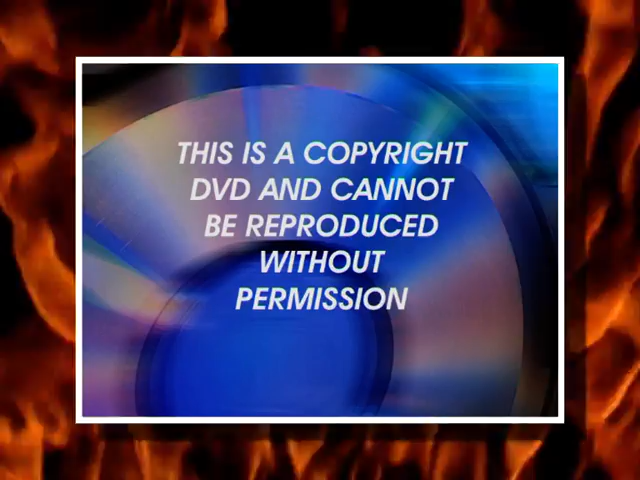 THIS IS A COPYRIGHT
DVD AND CANNOT
BE REPRODUCED
WITHOUT
PERMISSION